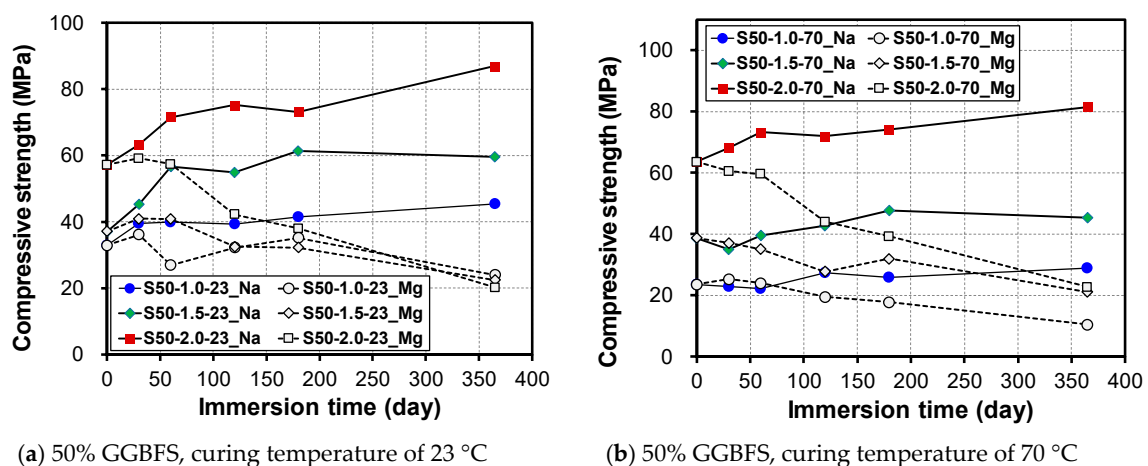 Compressive strength (MPa)
100
80
60
40
20
0
S50-1.0-23_Na
S50-1.0-23_Mg
S50-1.5-23_Na
S50-1.5-23_Mg
S50-2.0-23_Na
S50-2.0-23_Mg
0 50 100 150 200 250 300 350 400
Immersion time (day)
(a) 50% GGBFS, curing temperature of 23 °C
Compressive strength (MPa)
100
80
60
40
20
0
S50-1.0-70_Na
S50-1.0-70_Mg
S50-1.5-70_Na
S50-1.5-70_Mg
S50-2.0-70_Na
S50-2.0-70_Mg
0 50 100 150 200 250 300 350 400
Immersion time (day)
(b) 50% GGBFS, curing temperature of 70 °C